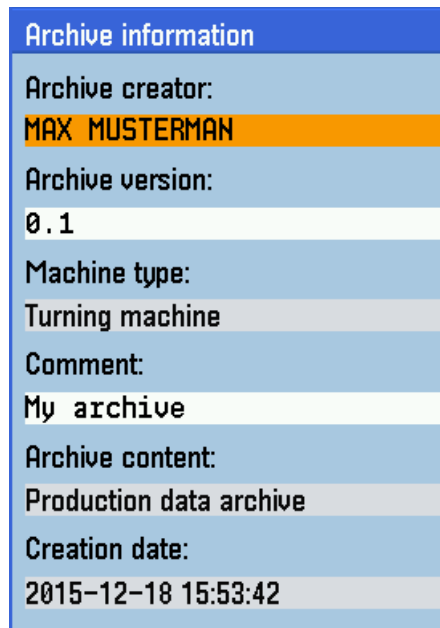 Archive information
Archive creator:
MAX MUSTERMAN
Archive version:
0.1
Machine type:
Turning machine
Comment:
My archive
Archive content:
Production data archive
Creation date:
2015-12-18 15:53:42